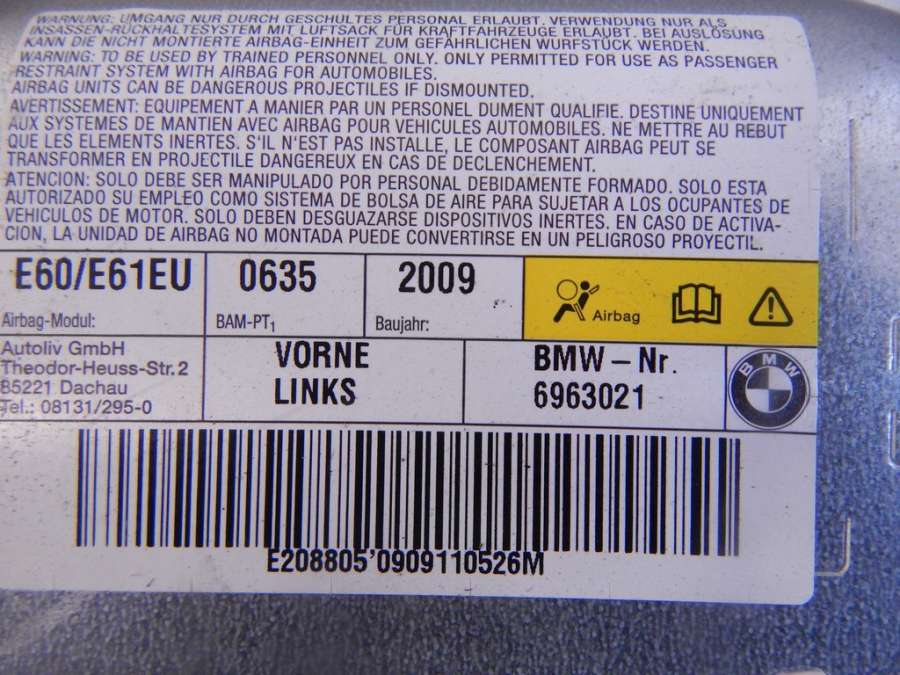 WARNUNG: UMGANG NUR DURCH GESCHULTES PERSONAL ERLAUBT. VERWENDUNG NUR ALS
INSASSEN-RÜCKHALTESYSTEM MIT LUFTSACK FÜR KRAFTFAHRZEUGE ERLAUBT. BEI AUSLÖSUNG
KANN DIE NICHT MONTIERTE AIRBAG-EINHEIT ZUM GEFÄHRLICHEN WURFSTÜCK WERDEN.
WARNING: TO BE USED BY TRAINED PERSONNEL ONLY. ONLY PERMITTED FOR USE AS PASSENGER
RESTRAINT SYSTEM WITH AIRBAG FOR AUTOMOBILES.
AIRBAG UNITS CAN BE DANGEROUS PROJECTILES IF DISMOUNTED.
AVERTISSEMENT: EQUIPEMENT A MANIER PAR UN PERSONEL DUMENT QUALIFIE. DESTINE UNIQUEMENT
AUX SYSTEMES DE MANTIEN AVEC AIRBAG POUR VEHICULES AUTOMOBILES. NE METTRE AU REBUT
QUE LES ELEMENTS INERTES. S'IL N'EST PAS INSTALLE, LE COMPOSANT AIRBAG PEUT SE
TRANSFORMER EN PROJECTILE DANGEREUX EN CAS DE DECLENCHEMENT.
ATENCION: SOLO DEBE SER MANIPULADO POR PERSONAL DEBIDAMENTE FORMADO. SOLO ESTA
AUTORIZADO SU EMPLEO COMO SISTEMA DE BOLSA DE AIRE PARA SUJETAR A LOS OCUPANTES DE
VEHICULOS DE MOTOR. SOLO DEBEN DESGUAZARSE DISPOSITIVOS INERTES. EN CASO DE ACTIVA-
CION, LA UNIDAD DE AIRBAG NO MONTADA PUEDE CONVERTIRSE EN UN PELIGROSO PROYECTIL.
E60/E61EU 0635 2009
Airbag-Modul: BAM-PT1 Baujahr:
Airbag
Autoliv GmbH
Theodor-Heuss-Str. 2
85221 Dachau
Tel.: 08131/295-0
VORNE
LINKS
BMW-Nr.
6963021
BMW
E208805'0909110526M